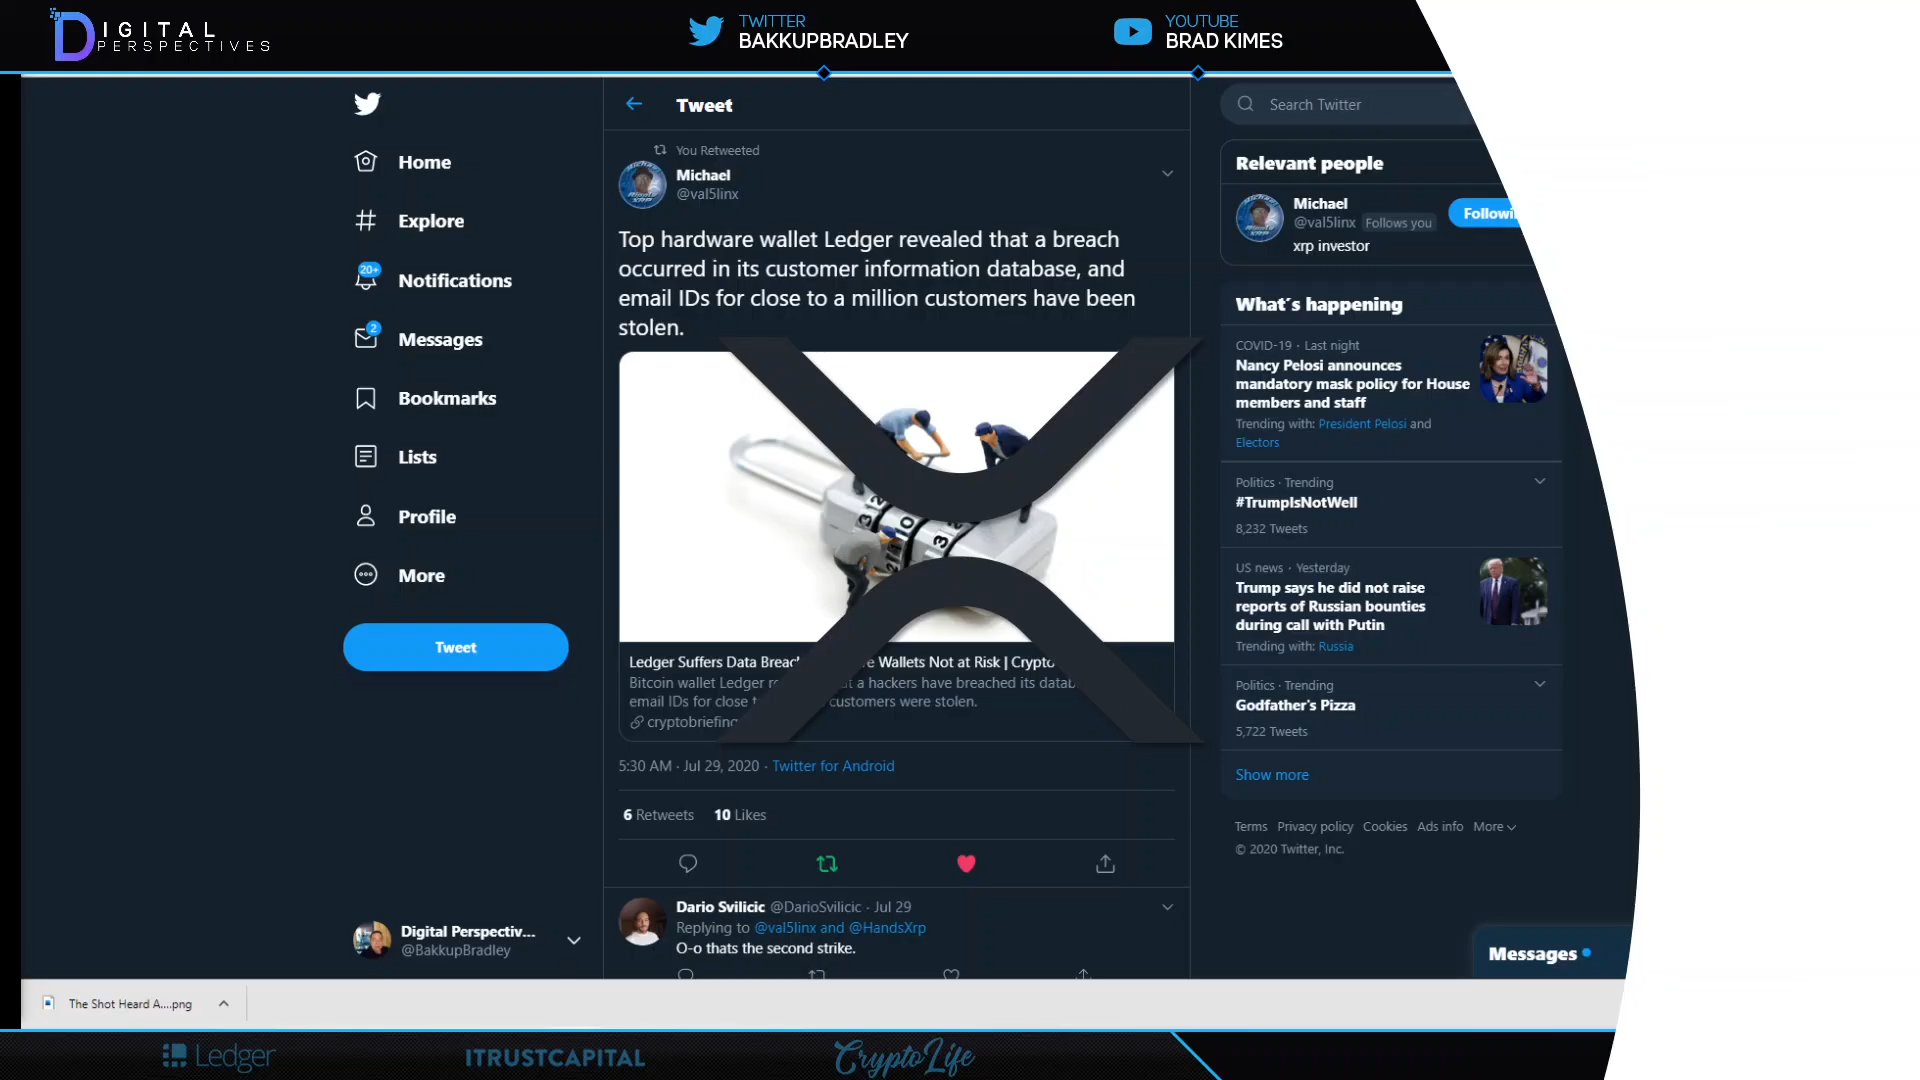 DIGITAL
PERSPECTIVES
TWITTER
BAKKUPBRADLEY
YOUTUBE
BRAD KIMES
Home
Explore
20+
Notifications
2
Messages
Bookmarks
Lists
Profile
More
Tweet
Digital Perspectiv...
@BakkupBradley
Tweet
You Retweeted
Michael
@val5linx
Top hardware wallet Ledger revealed that a breach
occurred in its customer information database, and
email IDs for close to a million customers have been
stolen.
Ledger Suffers Data Wallets Not at Risk | Crypto
Bitcoin wallet Ledger a hackers have breached its
email IDs for close customers were stolen.
5:30 AM · Jul 29, 2020 · Twitter for Android
6 Retweets 10 Likes
Dario Svilicic @DarioSvilicic · Jul 29
Replying to @val5linx and @HandsXrp
O-o thats the second strike.
Search Twitter
Relevant people
Michael
@val5linx Follows you
xrp investor
What's happening
COVID-19 · Last night
Nancy Pelosi announces
mandatory mask policy for House
members and staff
Trending with: President Pelosi and
Electors
Politics · Trending
#TrumpIsNotWell
8,232 Tweets
US news · Yesterday
Trump says he did not raise
reports of Russian bounties
during call with Putin
Trending with: Russia
Politics · Trending
Godfather's Pizza
5,722 Tweets
Show more
Terms Privacy policy Cookies Ads info More
© 2020 Twitter, Inc.
Messages
The Shot Heard A....png
Ledger
ITRUSTCAPITAL
CryptoLife